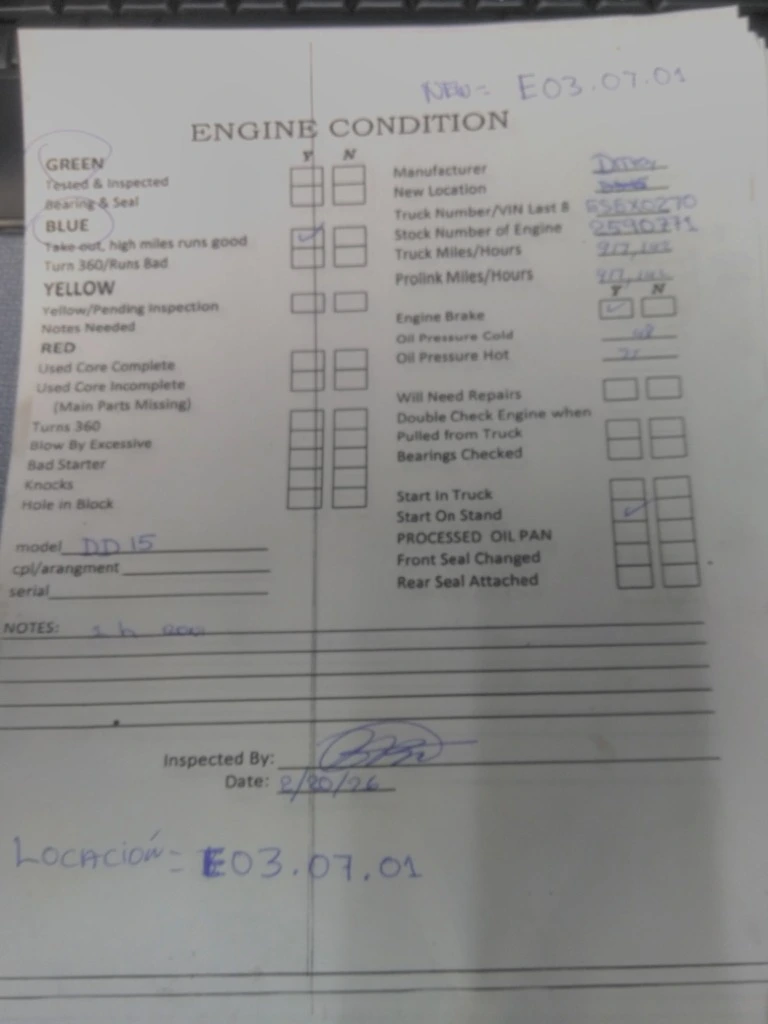 NEW= E03.07.01
ENGINE CONDITION
Y N
GREEN
Tested & Inspected
Bearing & Seal
BLUE
Take-out, high miles runs good
Turn 360/Runs Bad
YELLOW
Yellow/Pending Inspection
Notes Needed
RED
Used Core Complete
Used Core Incomplete
(Main Parts Missing)
Turns 360
Blow By Excessive
Bad Starter
Knocks
Hole in Block
model DD15
cpl/arangment
serial
Manufacturer
New Location
Truck Number/VIN Last 8 ESEX0270
Stock Number of Engine 2590271
Truck Miles/Hours
Prolink Miles/Hours
Y N
Engine Brake
Oil Pressure Cold
Oil Pressure Hot
Will Need Repairs
Double Check Engine when
Pulled from Truck
Bearings Checked
Start In Truck
Start On Stand
PROCESSED OIL PAN
Front Seal Changed
Rear Seal Attached
NOTES:
Inspected By:
Date: 2/20/26
LOCACIÓN= E03.07.01